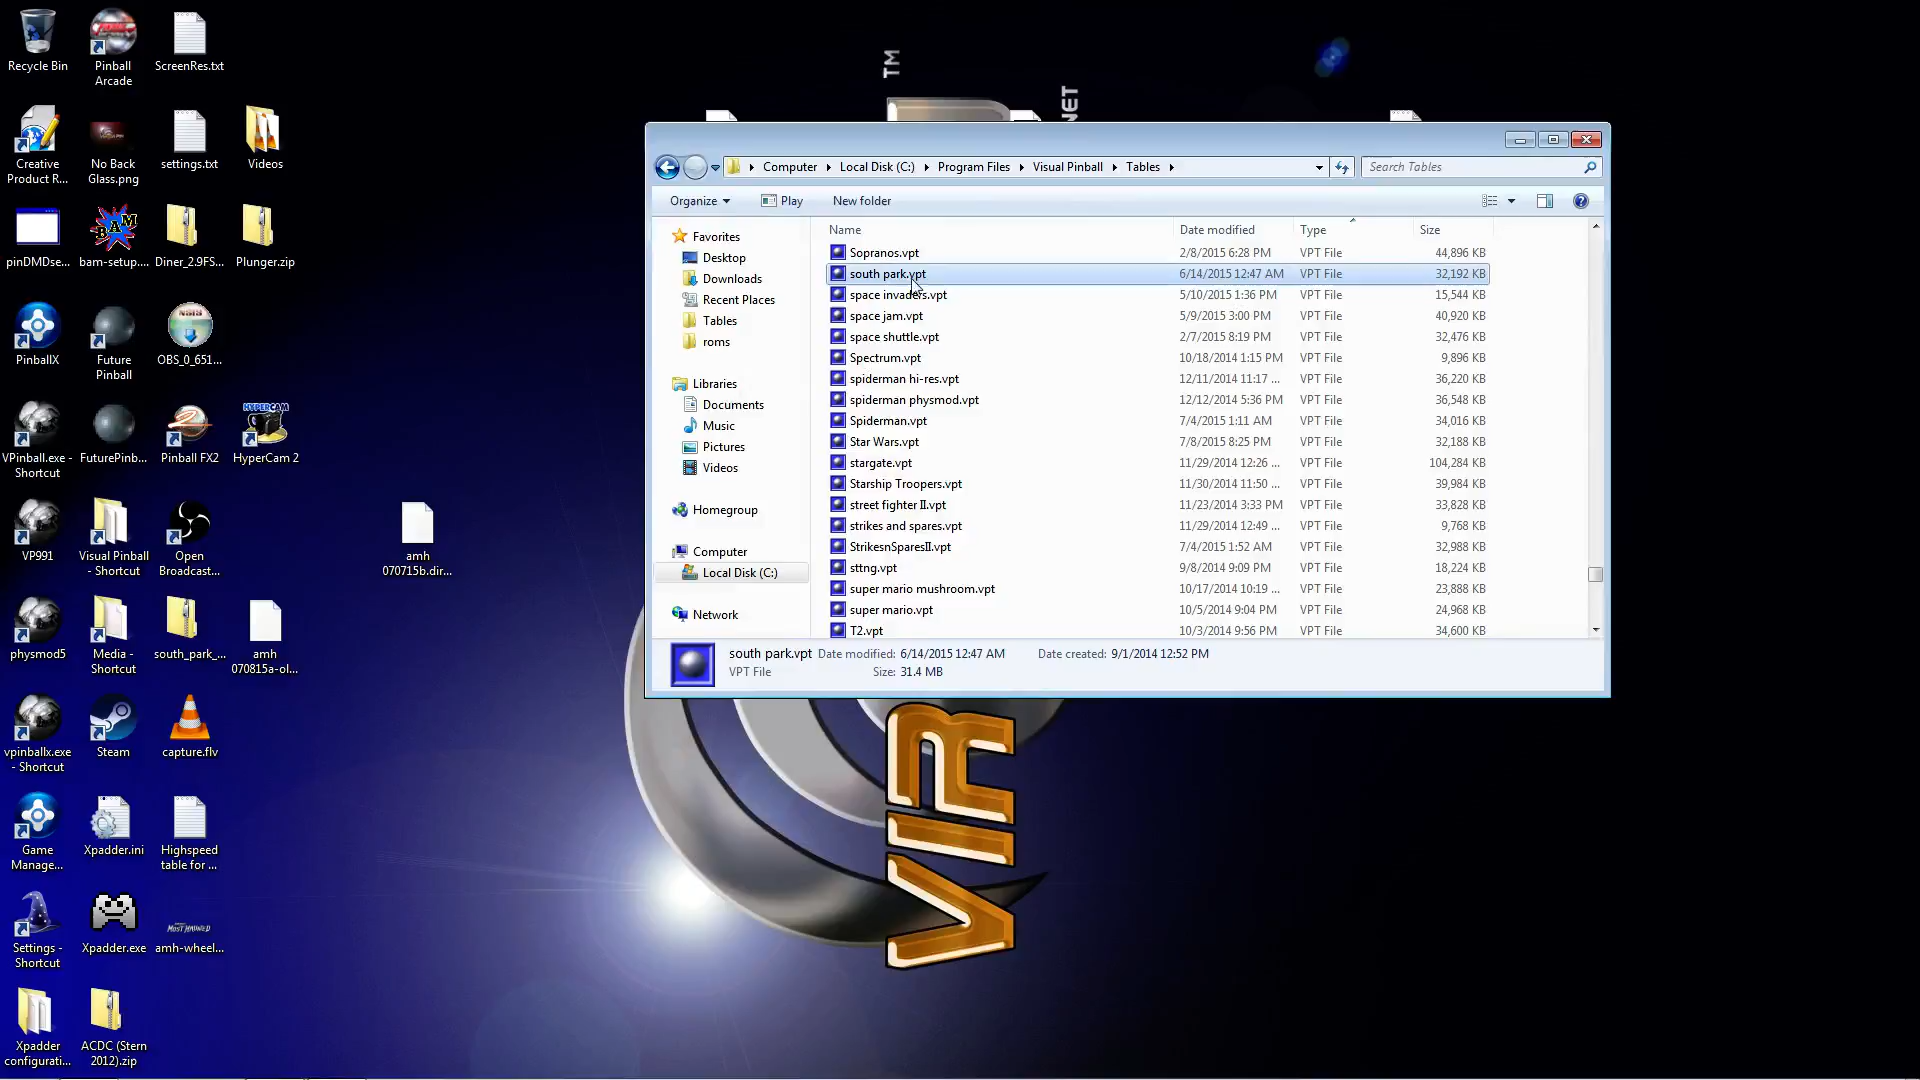 Recycle Bin
Pinball
Arcade
ScreenRes.txt
Creative
Product R...
No Back
Glass.png
settings.txt
Videos
pinDMDse...
bam-setup....
Diner_2.9FS...
Plunger.zip
PinballX
Future
Pinball
OBS_0_651...
VPinball.exe -
Shortcut
FuturePinb...
Pinball FX2
HYPERCAM
HyperCam 2
VP991
Visual Pinball
- Shortcut
Open
Broadcast...
amh
070715b.dir...
physmod5
Media -
Shortcut
south_park_...
amh
070815a-ol...
vpinballx.exe
- Shortcut
Steam
capture.flv
Game
Manage...
Xpadder.ini
Highspeed
table for ...
Settings -
Shortcut
Xpadder.exe
amh-wheel...
Xpadder
configurati...
ACDC (Stern
2012).zip
TM
NET
VIR
Computer Local Disk (C:) Program Files Visual Pinball Tables
Search Tables
Organize Play New folder
Favorites
Desktop
Downloads
Recent Places
Tables
roms
Libraries
Documents
Music
Pictures
Videos
Homegroup
Computer
Local Disk (C:)
Network
Name Date modified Type Size
Sopranos.vpt 2/8/2015 6:28 PM VPT File 44,896 KB
south park.vpt 6/14/2015 12:47 AM VPT File 32,192 KB
space invaders.vpt 5/10/2015 1:36 PM VPT File 15,544 KB
space jam.vpt 5/9/2015 3:00 PM VPT File 40,920 KB
space shuttle.vpt 2/7/2015 8:19 PM VPT File 32,476 KB
Spectrum.vpt 10/18/2014 1:15 PM VPT File 9,896 KB
spiderman hi-res.vpt 12/11/2014 11:17 ... VPT File 36,220 KB
spiderman physmod.vpt 12/12/2014 5:36 PM VPT File 36,548 KB
Spiderman.vpt 7/4/2015 1:11 AM VPT File 34,016 KB
Star Wars.vpt 7/8/2015 8:25 PM VPT File 32,188 KB
stargate.vpt 11/29/2014 12:26 ... VPT File 104,284 KB
Starship Troopers.vpt 11/30/2014 11:50 ... VPT File 39,984 KB
street fighter II.vpt 11/23/2014 3:33 PM VPT File 33,828 KB
strikes and spares.vpt 11/29/2014 12:49 ... VPT File 9,768 KB
StrikesnSparesII.vpt 7/4/2015 1:52 AM VPT File 32,988 KB
sttng.vpt 9/8/2014 9:09 PM VPT File 18,224 KB
super mario mushroom.vpt 10/17/2014 10:19 ... VPT File 23,888 KB
super mario.vpt 10/5/2014 9:04 PM VPT File 24,968 KB
T2.vpt 10/3/2014 9:56 PM VPT File 34,600 KB
south park.vpt Date modified: 6/14/2015 12:47 AM Date created: 9/1/2014 12:52 PM
VPT File Size: 31.4 MB